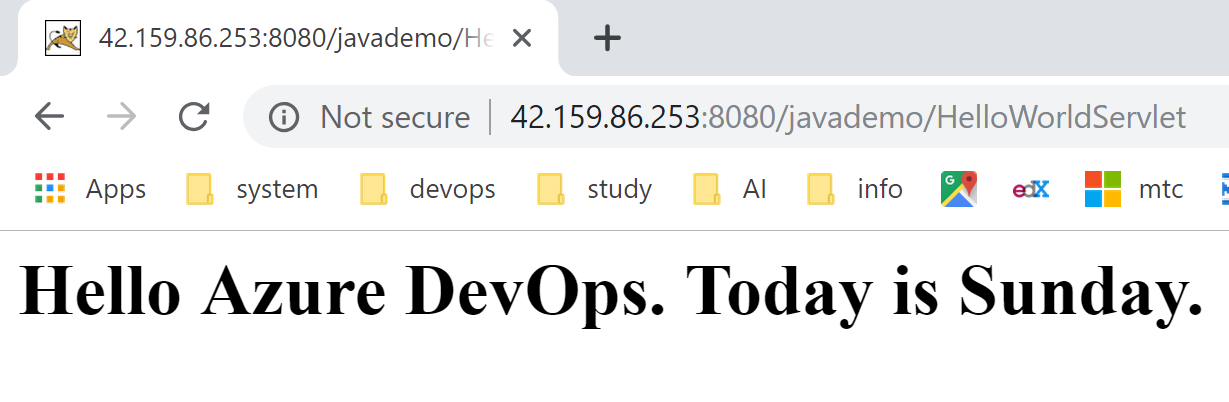 42.159.86.253:8080/javademo/He
Not secure 42.159.86.253:8080/javademo/HelloWorldServlet
Apps system devops study AI info edX mtc
Hello Azure DevOps. Today is Sunday.